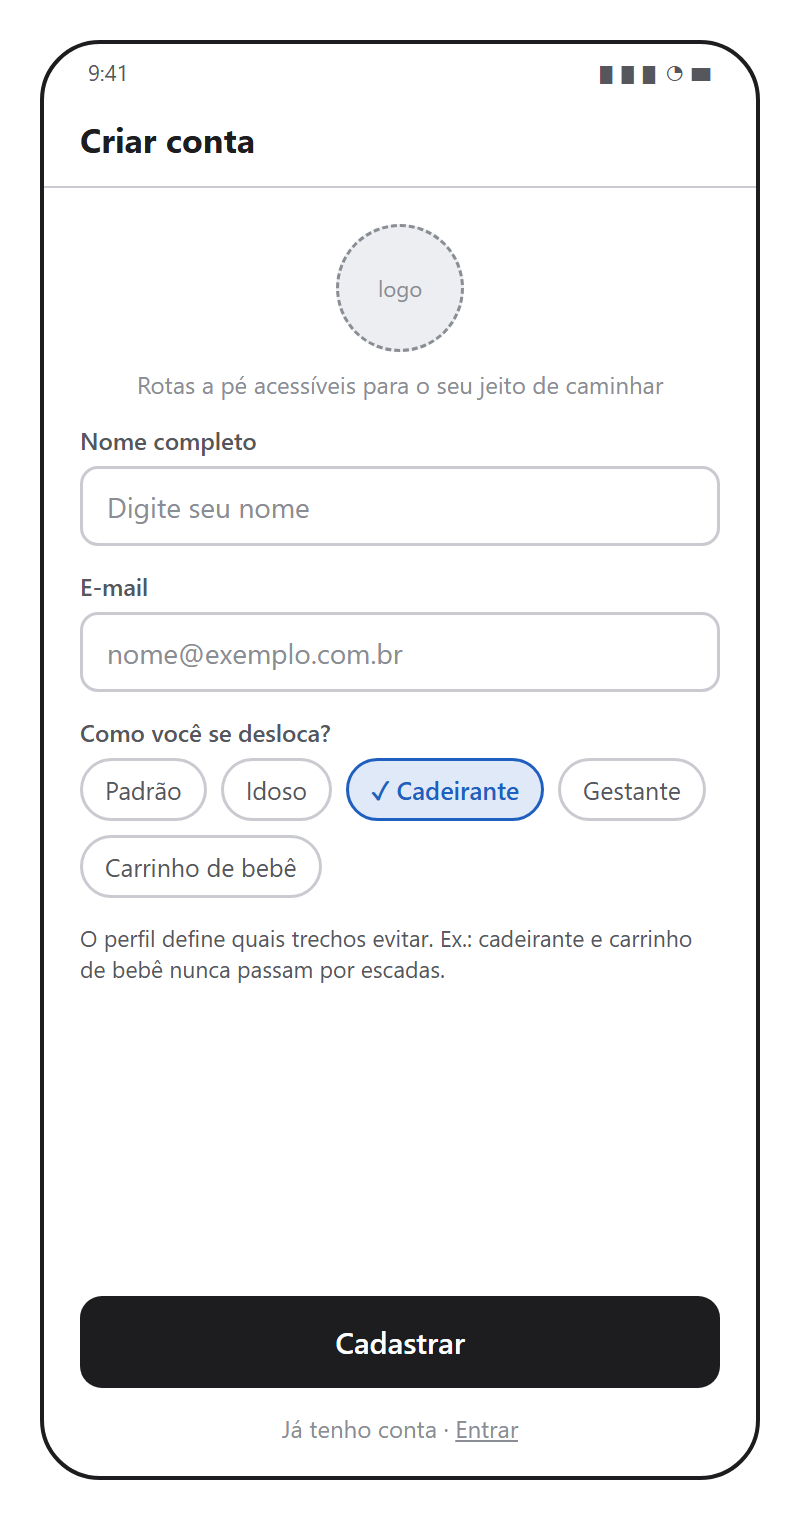 9:41
Criar conta
logo
Rotas a pé acessíveis para o seu jeito de caminhar
Nome completo
Digite seu nome
E-mail
nome@exemplo.com.br
Como você se desloca?
Padrão Idoso ✓ Cadeirante Gestante
Carrinho de bebê
O perfil define quais trechos evitar. Ex.: cadeirante e carrinho
de bebê nunca passam por escadas.
Cadastrar
Já tenho conta · Entrar